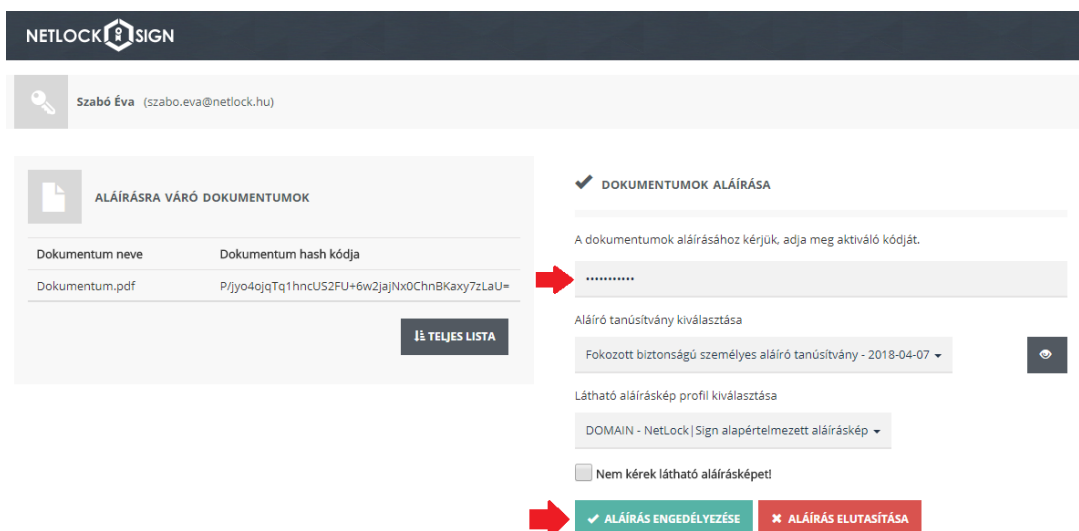 NETLOCK SIGN
Szabó Éva (szabo.eva@netlock.hu)
ALÁÍRÁSRA VÁRÓ DOKUMENTUMOK
Dokumentum neve Dokumentum hash kódja
Dokumentum.pdf P/jyo4ojqTq1hncUS2FU+6w2jajNx0ChnBKaxy7zLaU=
TELJES LISTA
DOKUMENTUMOK ALÁÍRÁSA
A dokumentumok aláírásához kérjük, adja meg aktiváló kódját.
•••••••••••
Aláíró tanúsítvány kiválasztása
Fokozott biztonságú személyes aláíró tanúsítvány - 2018-04-07
Látható aláíráskép profil kiválasztása
DOMAIN - NetLock|Sign alapértelmezett aláíráskép
Nem kérek látható aláírásképet!
ALÁÍRÁS ENGEDÉLYEZÉSE
ALÁÍRÁS ELUTASÍTÁSA